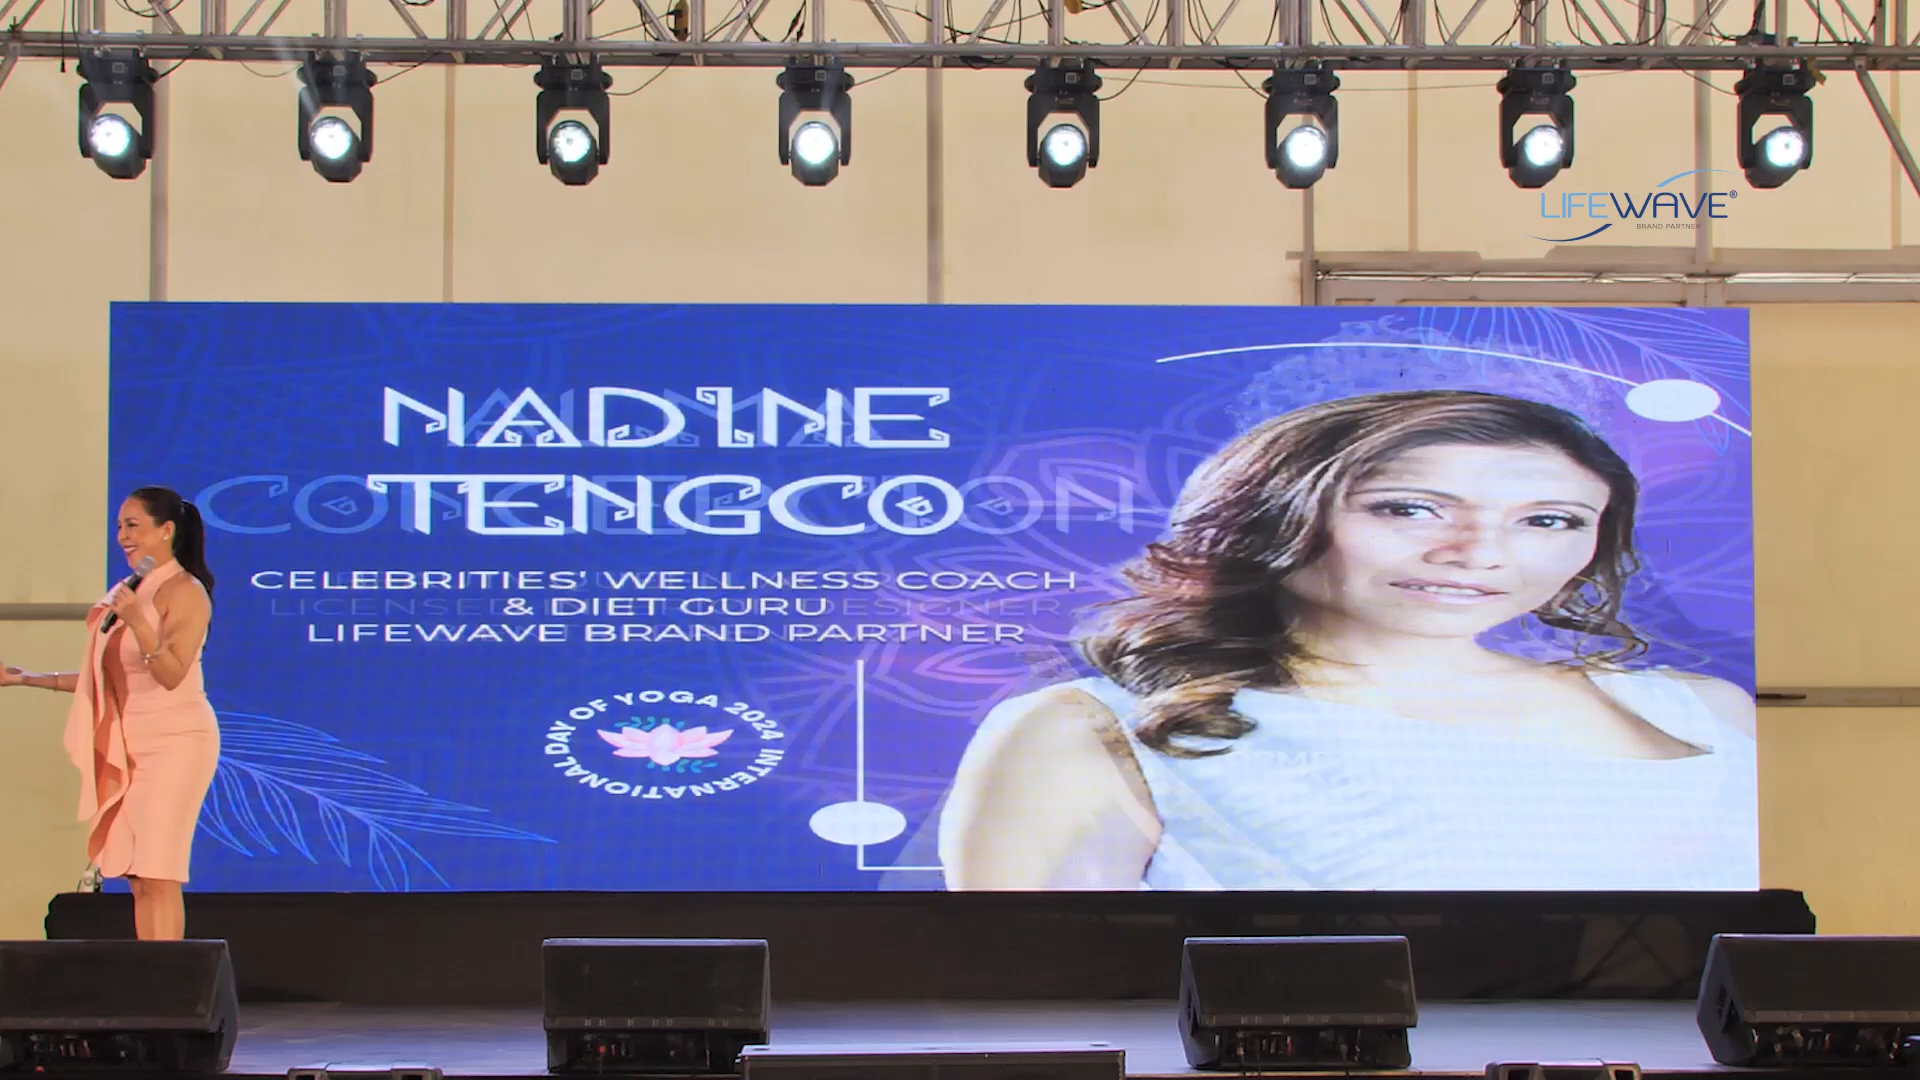 LIFEWAVE®
BRAND PARTNER
NADINE
TENGCO
CELEBRITIES' WELLNESS COACH
& DIET GURU
LIFEWAVE BRAND PARTNER
INTERNATIONAL DAY OF YOGA 2024